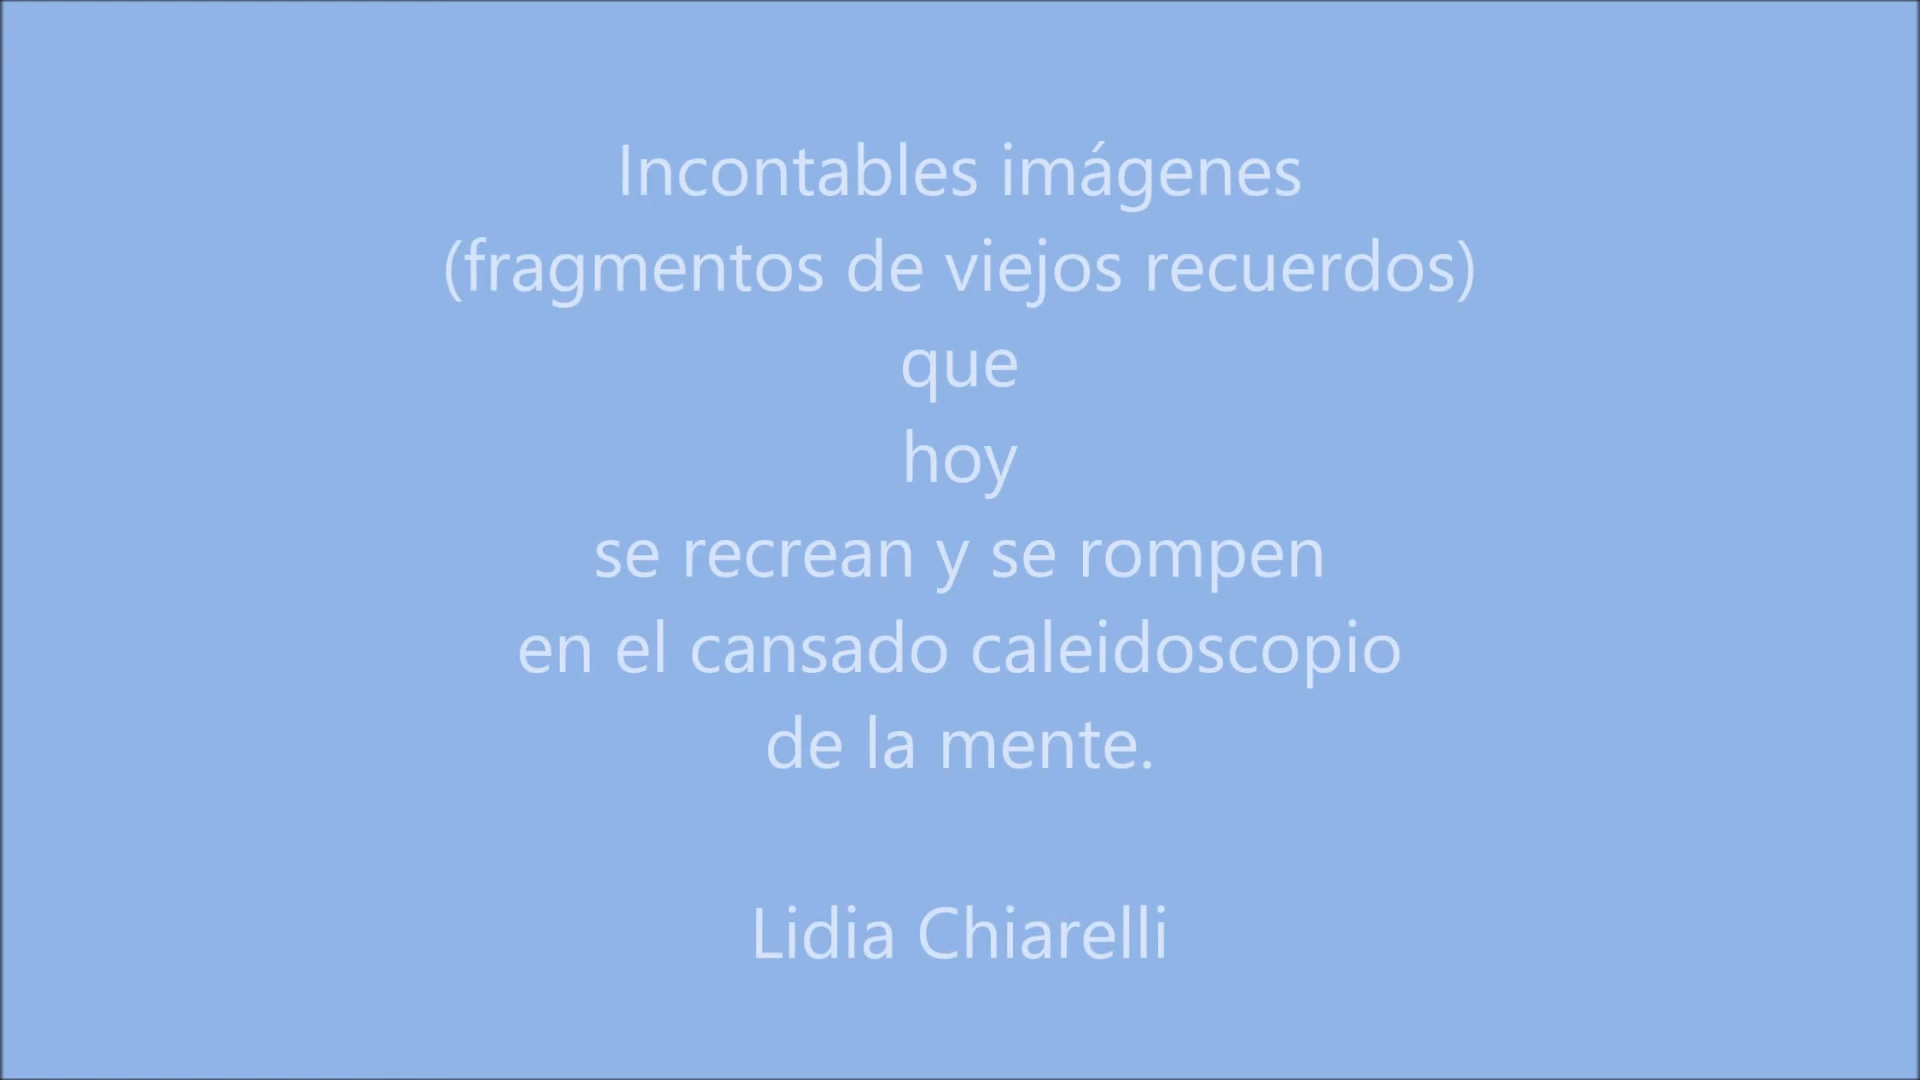 Incontables imágenes
(fragmentos de viejos recuerdos)
que
hoy
se recrean y se rompen
en el cansado caleidoscopio
de la mente.
Lidia Chiarelli